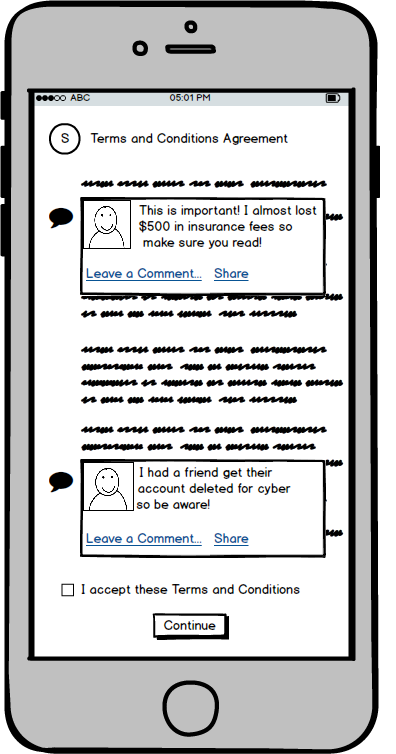 ABC 05:01 PM
S Terms and Conditions Agreement
This is important! I almost lost
$500 in insurance fees so
make sure you read!
Leave a Comment... Share
I had a friend get their
account deleted for cyber
so be aware!
Leave a Comment... Share
I accept these Terms and Conditions
Continue